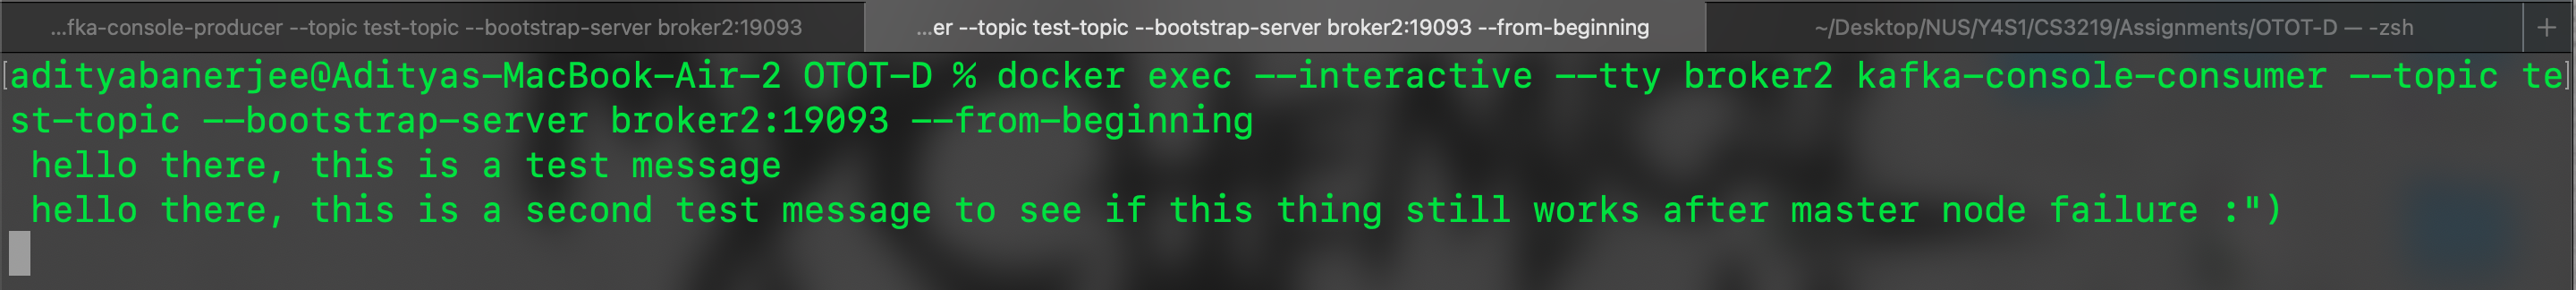 ...fka-console-producer --topic test-topic --bootstrap-server broker2:19093
...er --topic test-topic --bootstrap-server broker2:19093 --from-beginning
~/Desktop/NUS/Y4S1/CS3219/Assignments/OTOT-D — -zsh
+
[adityabanerjee@Adityas-MacBook-Air-2 OTOT-D % docker exec --interactive --tty broker2 kafka-console-consumer --topic te]
st-topic --bootstrap-server broker2:19093 --from-beginning
hello there, this is a test message
hello there, this is a second test message to see if this thing still works after master node failure :")